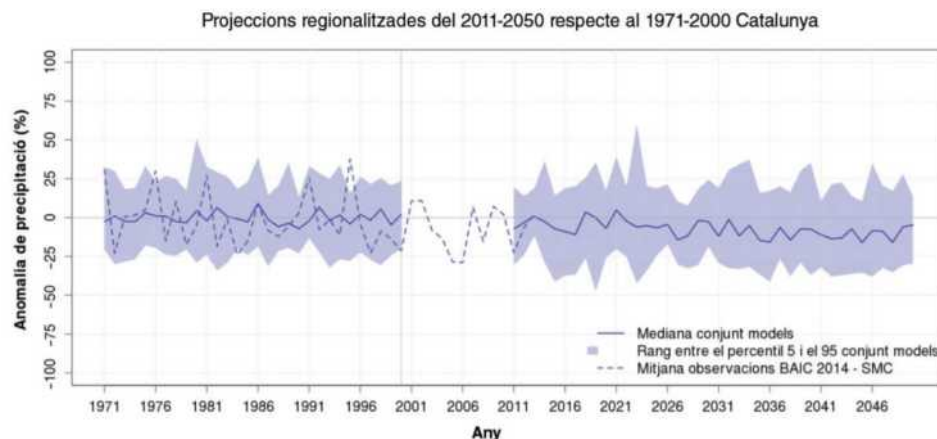 Projeccions regionalitzades del 2011-2050 respecte al 1971-2000 Catalunya
Anomalia de precipitació (%)
100
75
50
25
0
-25
-50
-75
-100
Mediana conjunt models
Rang entre el percentil 5 i el 95 conjunt models
Mitjana observacions BAIC 2014 - SMC
1971 1976 1981 1986 1991 1996 2001 2006 2011 2016 2021 2026 2031 2036 2041 2046
Any